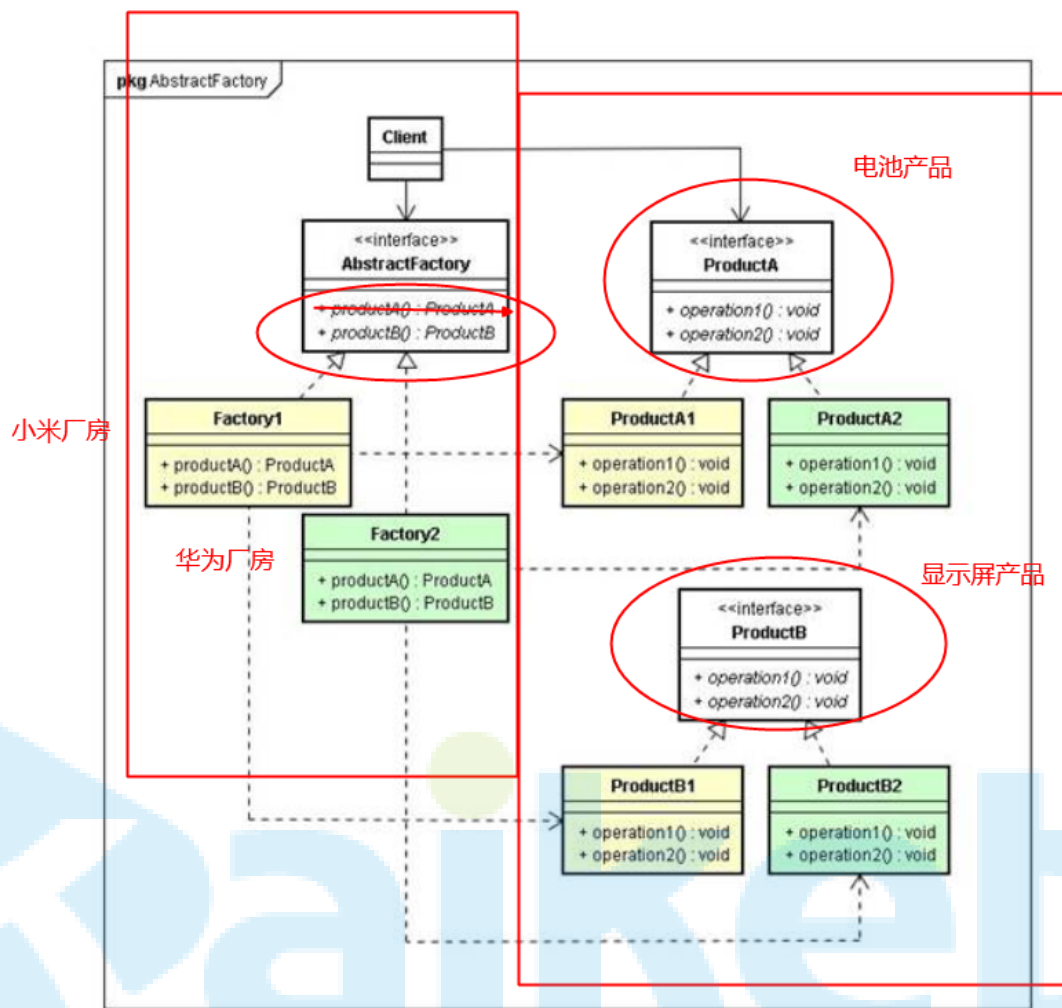 pkg AbstractFactory
Client
电池产品
<<interface>>
AbstractFactory
+ productA() : ProductA
+ productB() : ProductB
<<interface>>
ProductA
+ operation1() : void
+ operation2() : void
小米厂房
Factory1
+ productA() : ProductA
+ productB() : ProductB
ProductA1
+ operation1() : void
+ operation2() : void
ProductA2
+ operation1() : void
+ operation2() : void
华为厂房
Factory2
+ productA() : ProductA
+ productB() : ProductB
显示屏产品
<<interface>>
ProductB
+ operation1() : void
+ operation2() : void
ProductB1
+ operation1() : void
+ operation2() : void
ProductB2
+ operation1() : void
+ operation2() : void